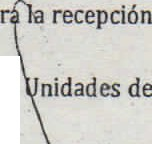 rá la recepción
Unidades de